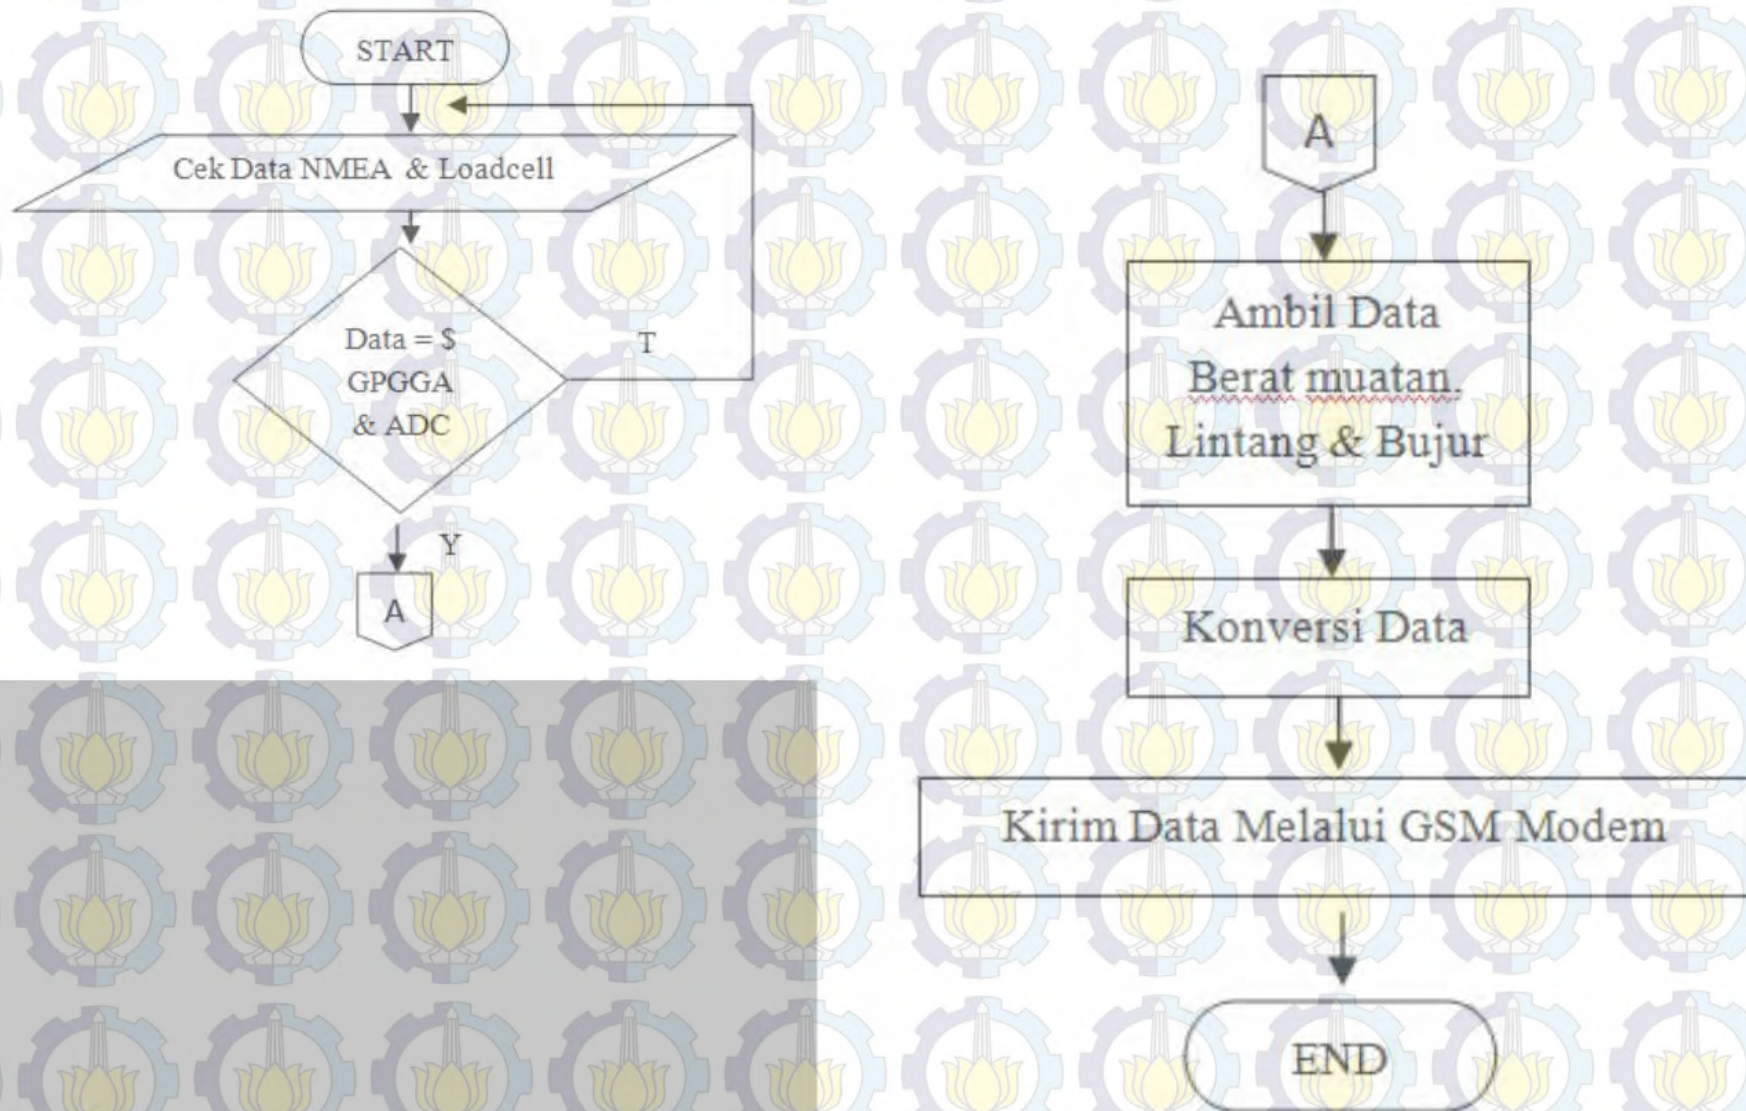 START
Cek Data NMEA & Loadcell
Data = $
GPGGA
& ADC
T
Y
A
A
Ambil Data
Berat muatan.
Lintang & Bujur
Konversi Data
Kirim Data Melalui GSM Modem
END